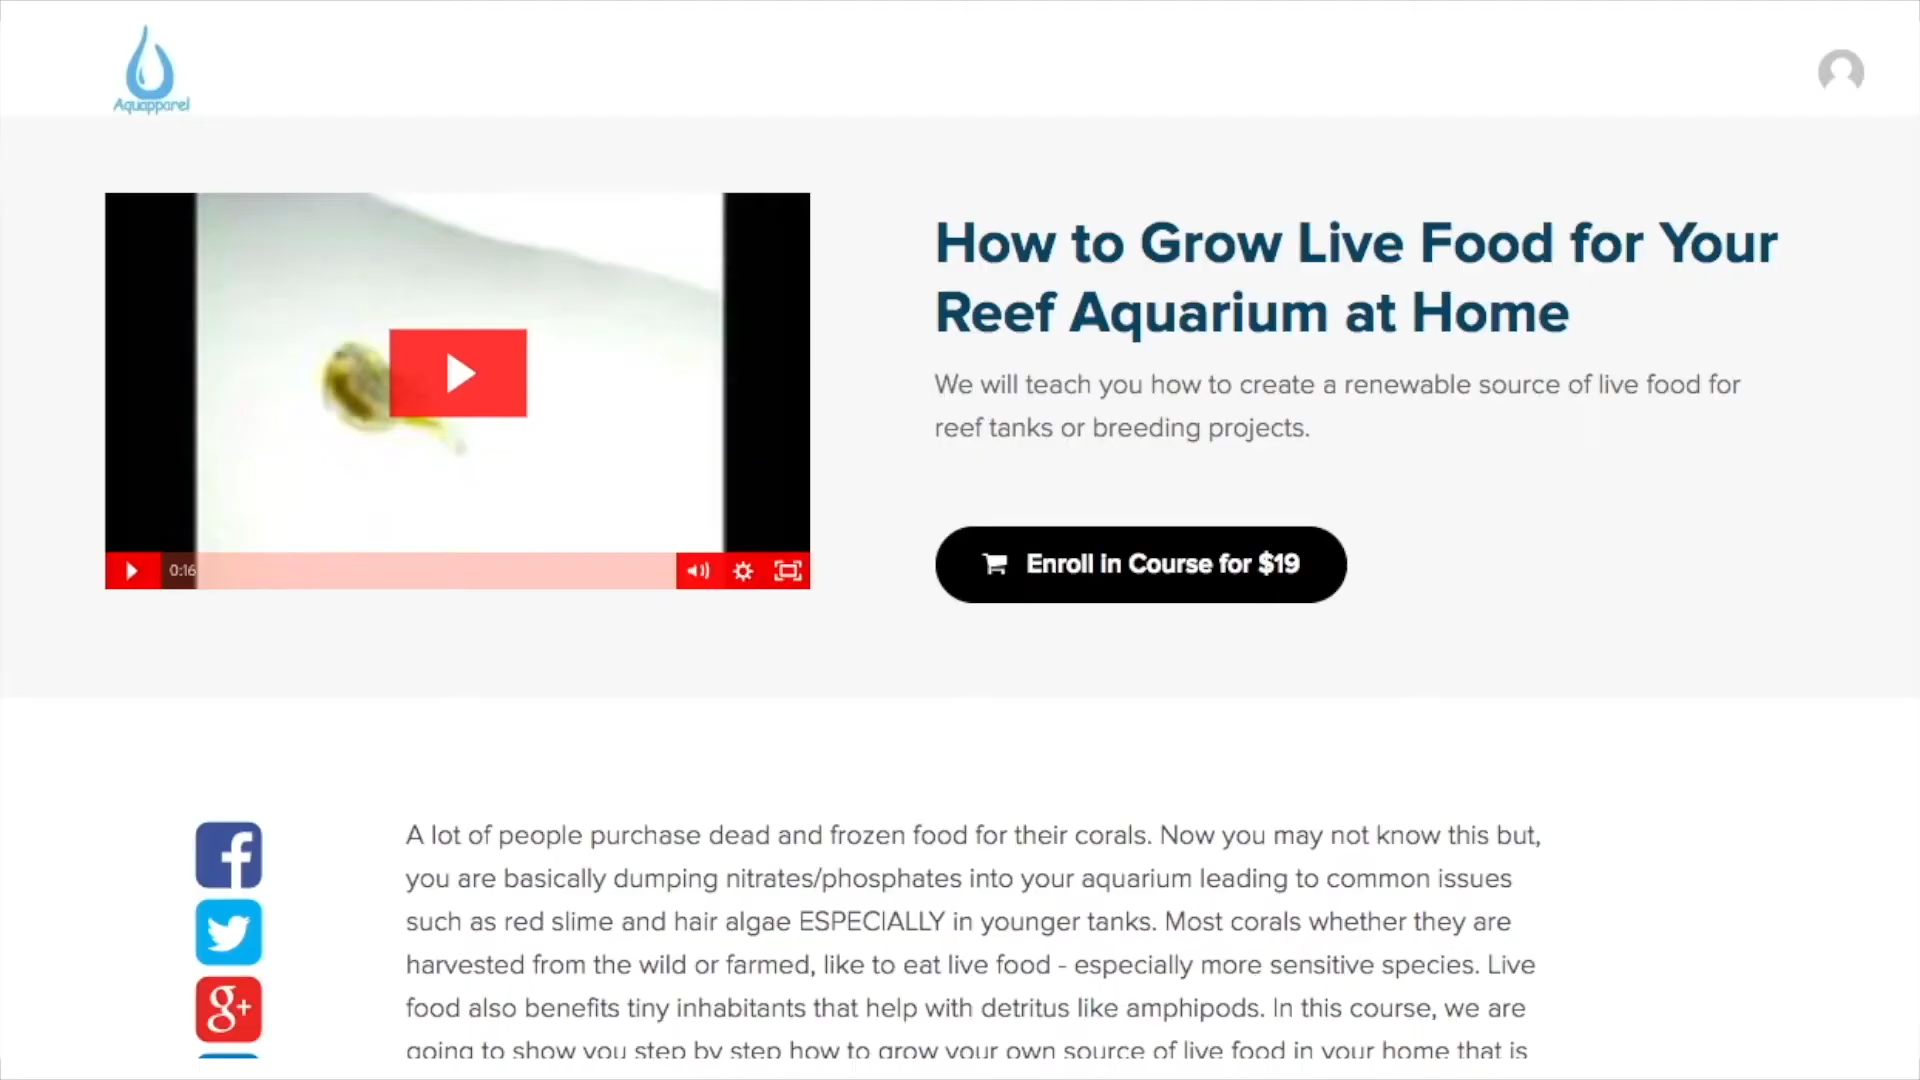 Aquapparel
How to Grow Live Food for Your
Reef Aquarium at Home
We will teach you how to create a renewable source of live food for
reef tanks or breeding projects.
Enroll in Course for $19
0:16
A lot of people purchase dead and frozen food for their corals. Now you may not know this but,
you are basically dumping nitrates/phosphates into your aquarium leading to common issues
such as red slime and hair algae ESPECIALLY in younger tanks. Most corals whether they are
harvested from the wild or farmed, like to eat live food - especially more sensitive species. Live
food also benefits tiny inhabitants that help with detritus like amphipods. In this course, we are
going to show you step by step how to grow your own source of live food in your home that is